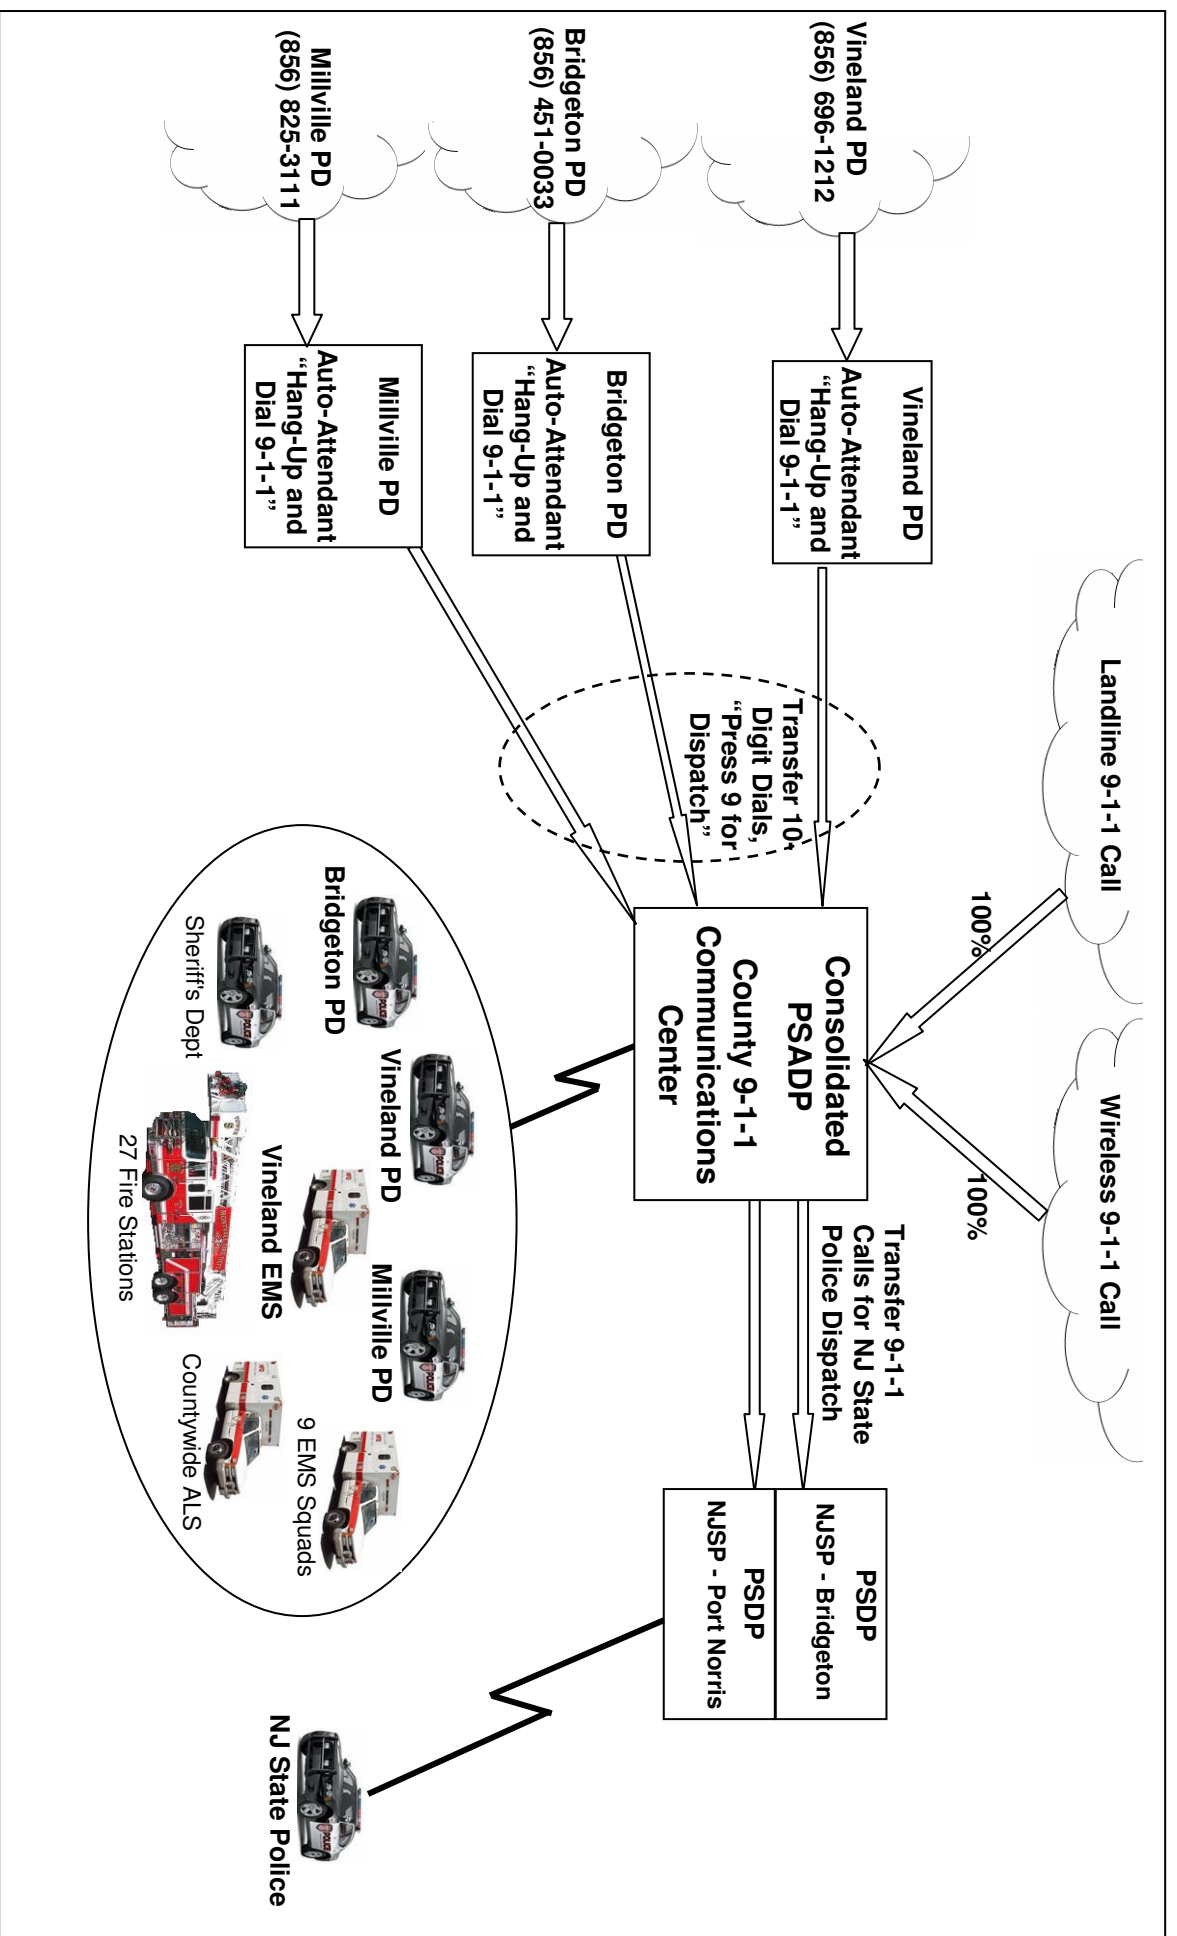 Landline 9-1-1 Call
Wireless 9-1-1 Call
100%
100%
Vineland PD
(856) 696-1212
Vineland PD
Auto-Attendant
“Hang-Up and
Dial 9-1-1”
Bridgeton PD
(856) 451-0033
Bridgeton PD
Auto-Attendant
“Hang-Up and
Dial 9-1-1”
Millville PD
(856) 825-3111
Millville PD
Auto-Attendant
“Hang-Up and
Dial 9-1-1”
Transfer 10-
Digit Dials,
“Press 9 for
Dispatch”
Consolidated
PSADP
County 9-1-1
Communications
Center
Transfer 9-1-1
Calls for NJ State
Police Dispatch
PSDP
NJSP - Bridgeton
PSDP
NJSP - Port Norris
Bridgeton PD
Vineland PD
Millville PD
Sheriff's Dept
Vineland EMS
9 EMS Squads
27 Fire Stations
Countywide ALS
NJ State Police
POLICE
POLICE
POLICE
POLICE
POLICE